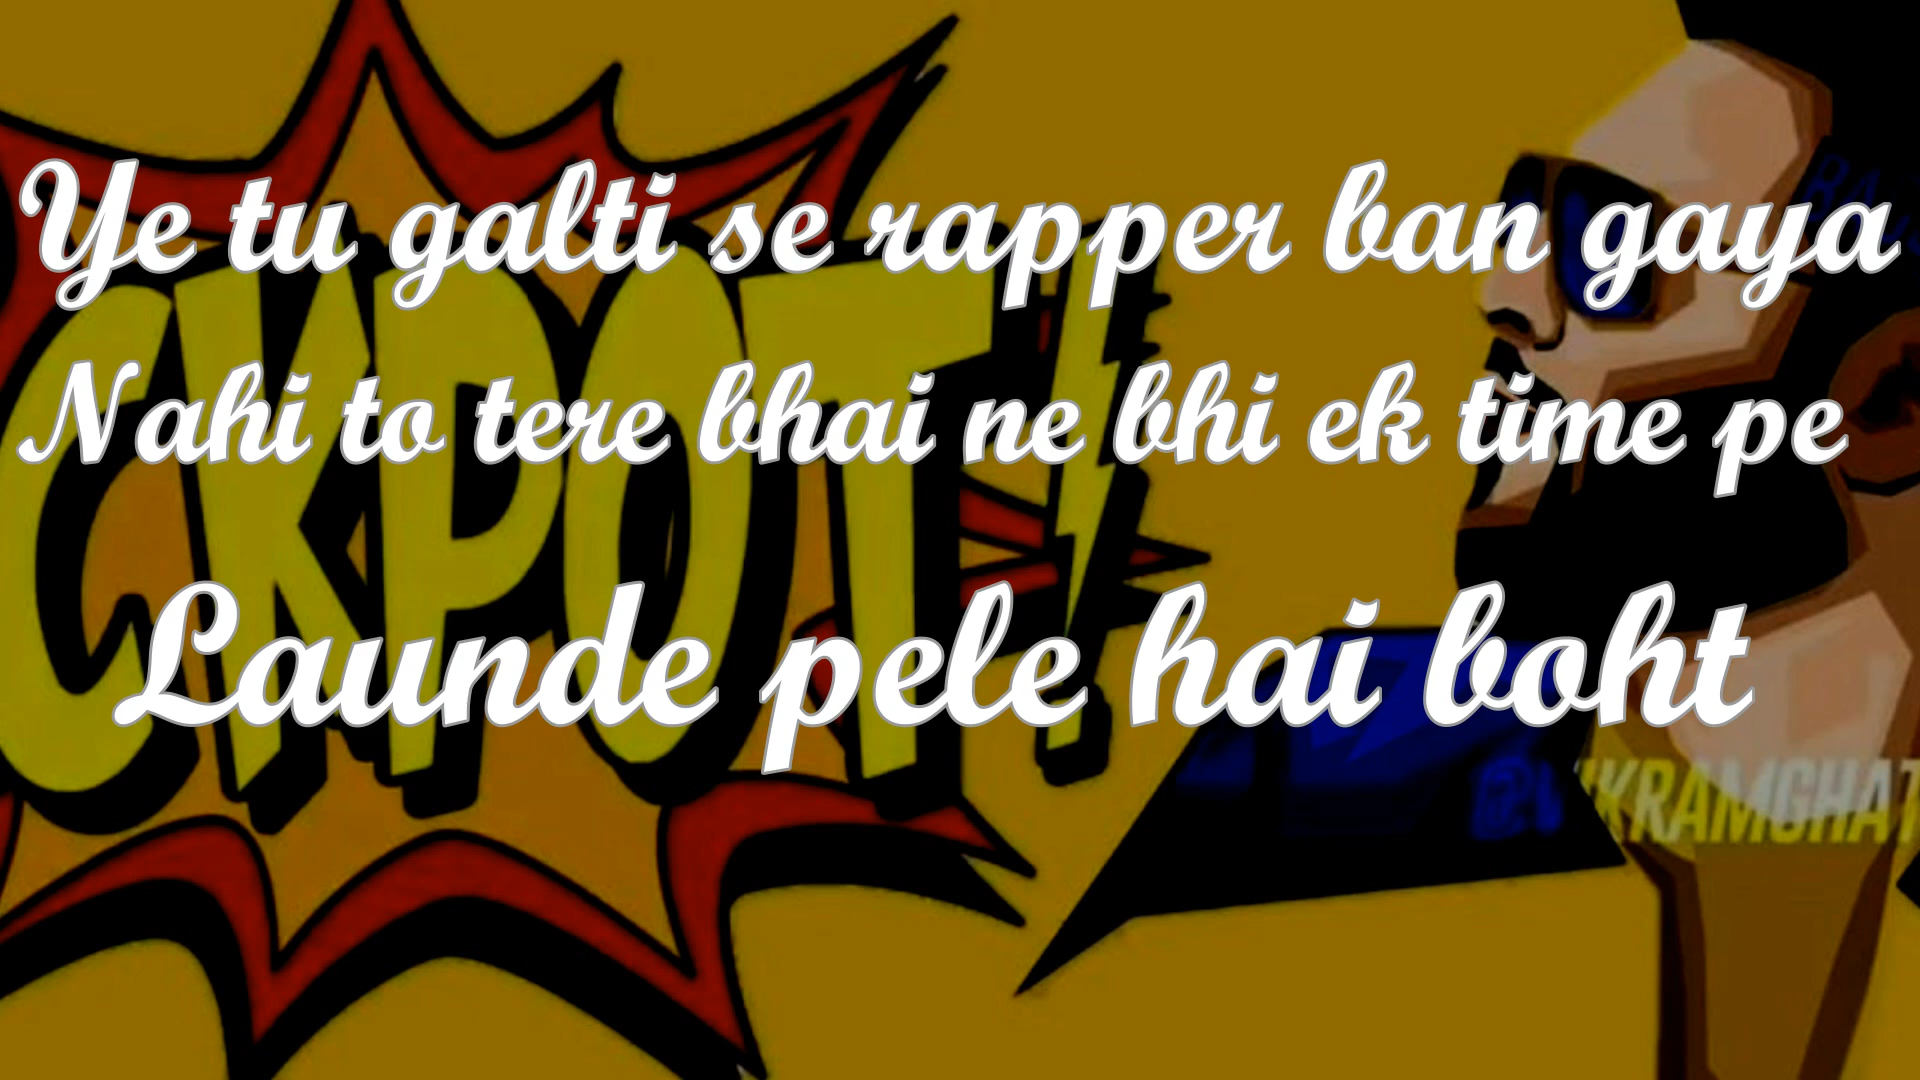 Ye tu galti se rapper ban gaya
Nahi to tere bhai ne bhi ek time pe
Launde pele hai boht
CKPOT!
KRAMGHAT